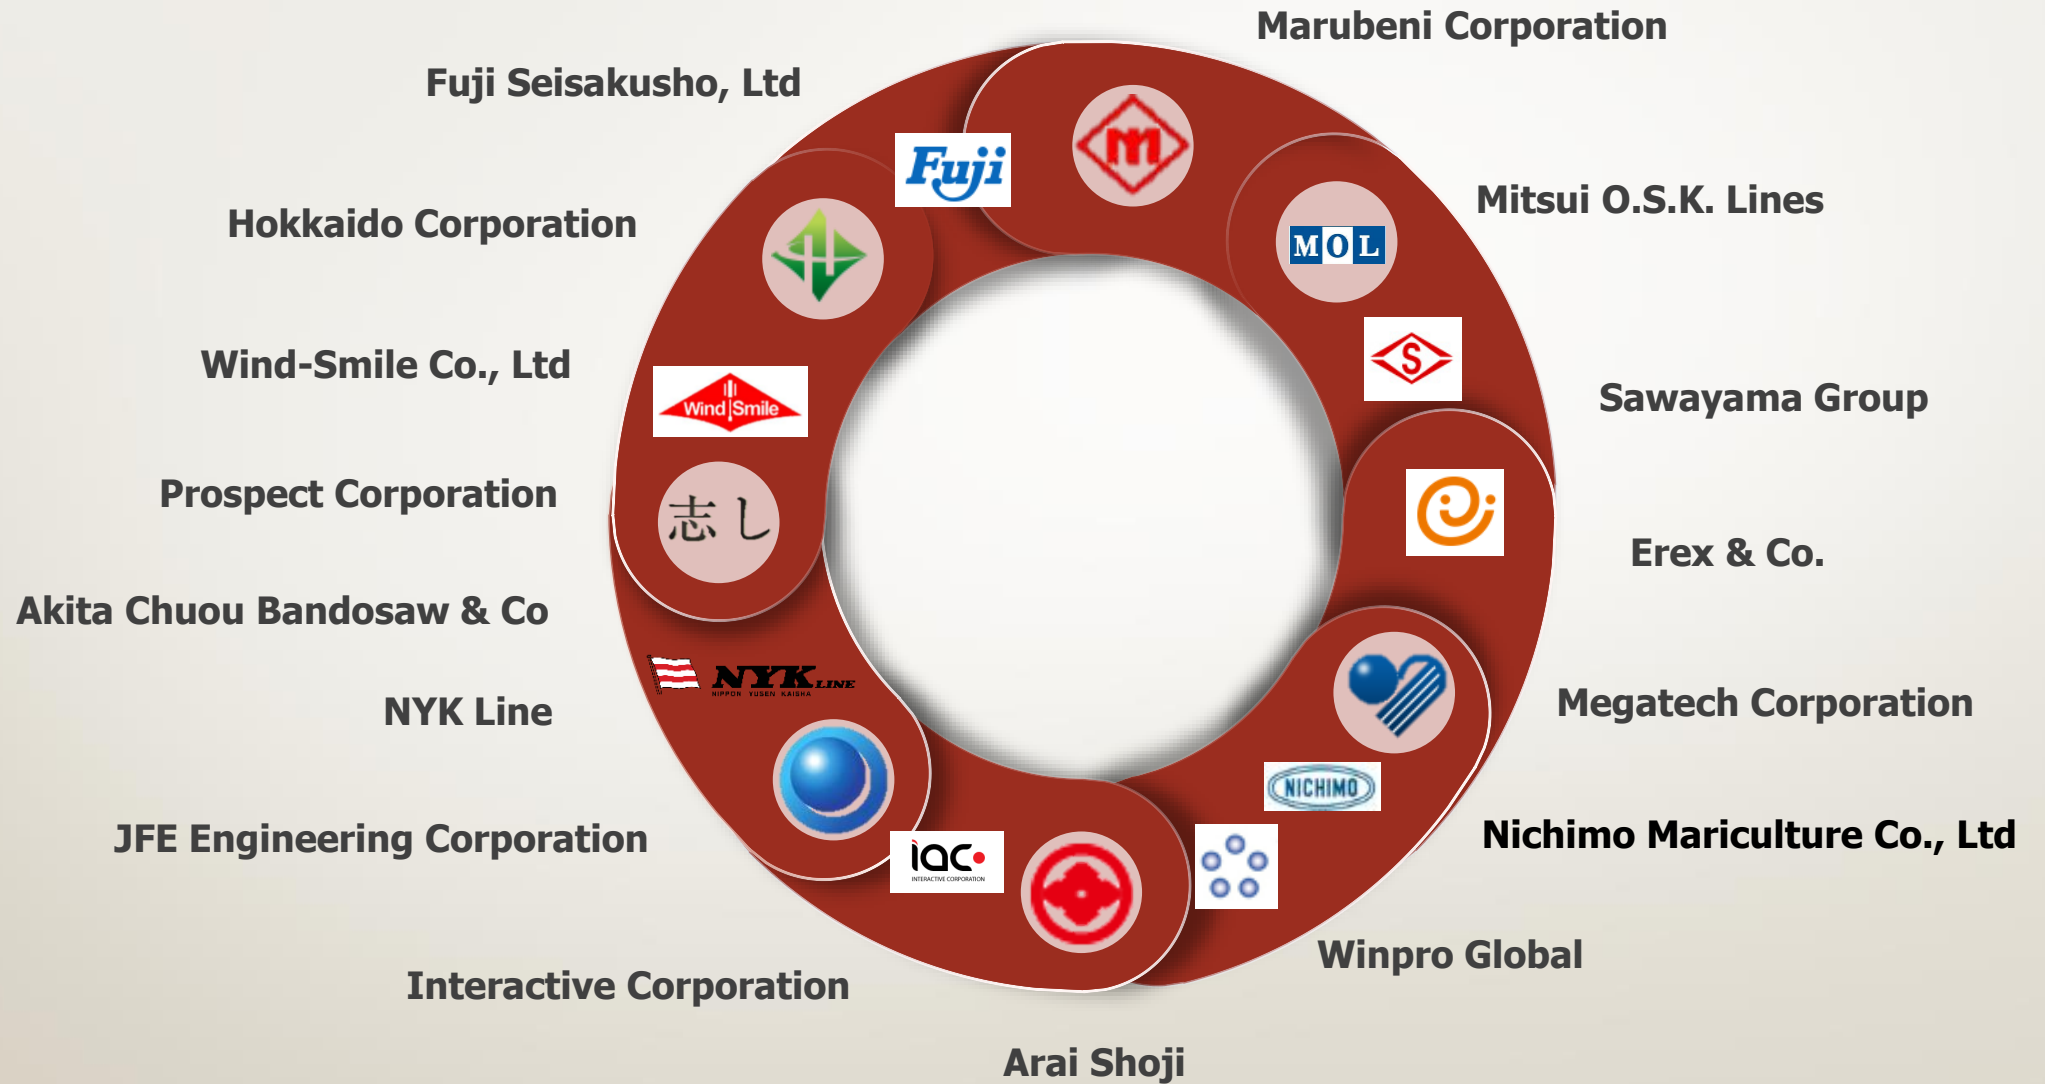 Marubeni Corporation
Fuji Seisakusho, Ltd
Fuji
m
Mitsui O.S.K. Lines
Hokkaido Corporation
H
MOL
S
Wind-Smile Co., Ltd
Wind Smile
Sawayama Group
Prospect Corporation
志し
Erex & Co.
Akita Chuou Bandosaw & Co
NYK LINE
NIPPON YUSEN KAISHA
NYK Line
Megatech Corporation
NICHIMO
JFE Engineering Corporation
Nichimo Mariculture Co., Ltd
iac
INTERACTIVE CORPORATION
Winpro Global
Interactive Corporation
Arai Shoji